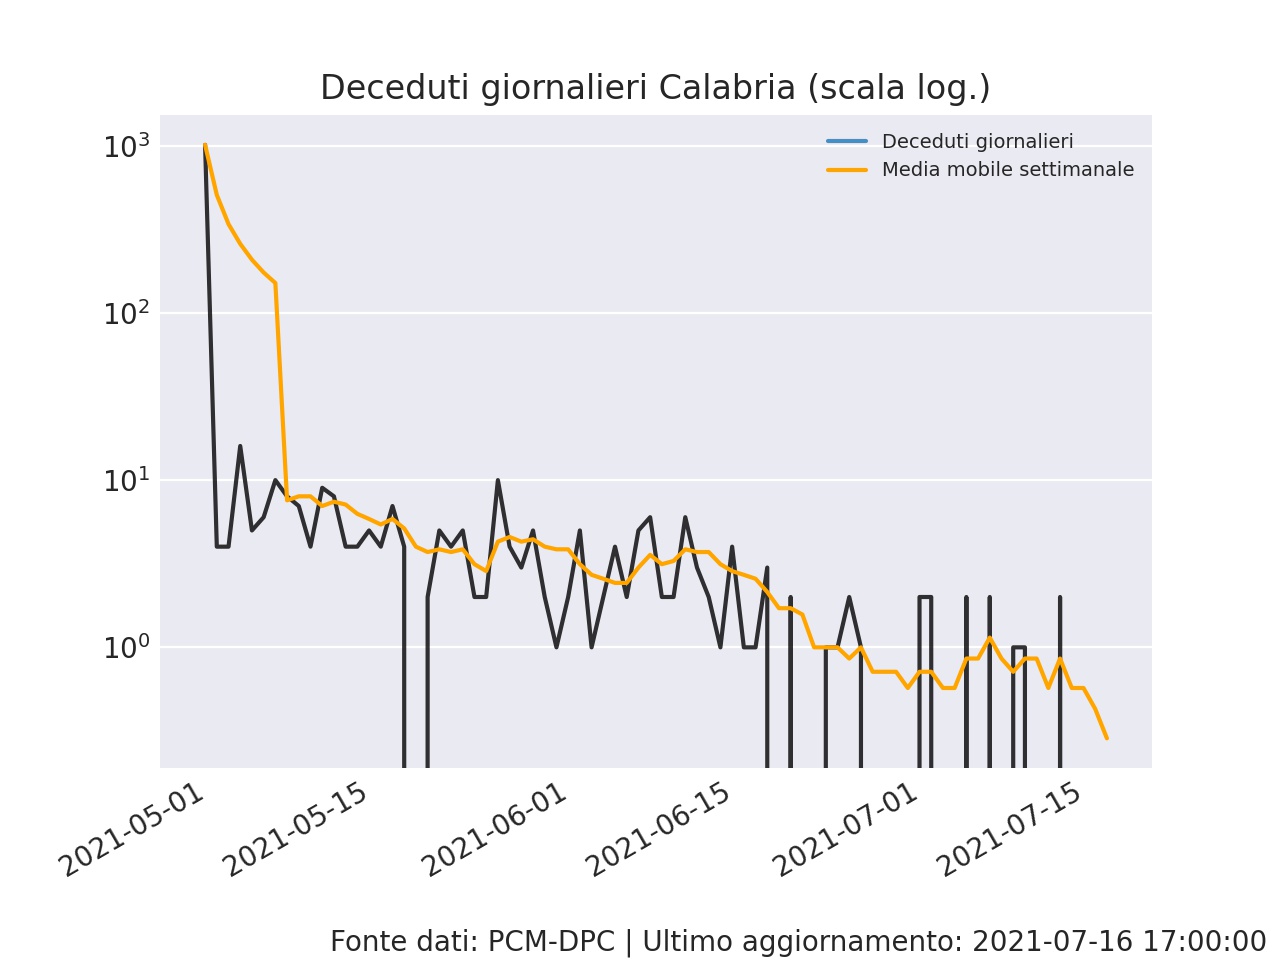 Deceduti giornalieri Calabria (scala log.)
Deceduti giornalieri
Media mobile settimanale
10³
10²
10¹
10⁰
2021-05-01
2021-05-15
2021-06-01
2021-06-15
2021-07-01
2021-07-15
Fonte dati: PCM-DPC | Ultimo aggiornamento: 2021-07-16 17:00:00